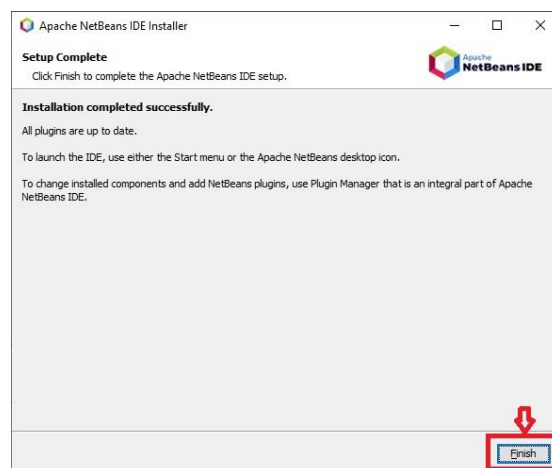 Apache NetBeans IDE Installer
Setup Complete
Click Finish to complete the Apache NetBeans IDE setup.
Apache
NetBeans IDE
Installation completed successfully.
All plugins are up to date.
To launch the IDE, use either the Start menu or the Apache NetBeans desktop icon.
To change installed components and add NetBeans plugins, use Plugin Manager that is an integral part of Apache
NetBeans IDE.
Finish